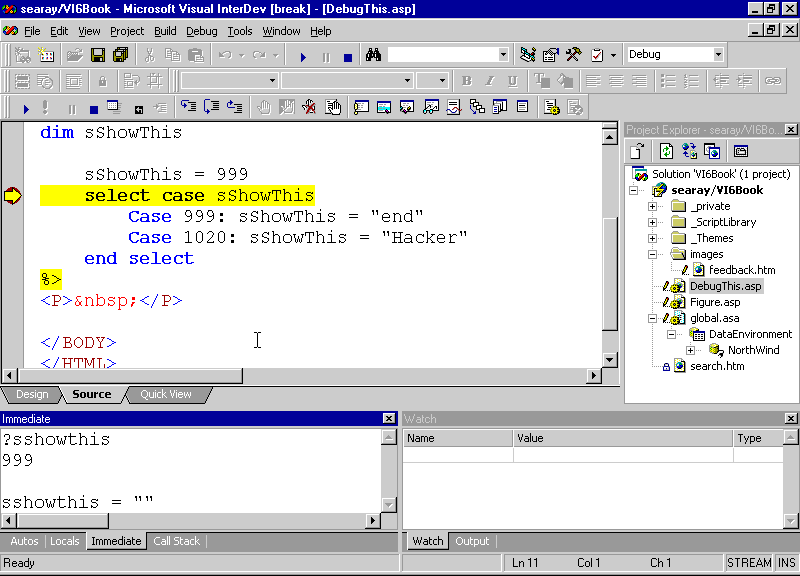 searay/VI6Book - Microsoft Visual InterDev [break] - [DebugThis.asp]
File Edit View Project Build Debug Tools Window Help
Debug
B I U
dim sShowThis
sShowThis = 999
select case sShowThis
Case 999: sShowThis = "end"
Case 1020: sShowThis = "Hacker"
end select
%>
<P>&nbsp;</P>
</BODY>
</HTML>
Design Source Quick View
Project Explorer - searay/VI6Bo...
Solution 'VI6Book' (1 project)
searay/VI6Book
_private
_ScriptLibrary
_Themes
images
feedback.htm
DebugThis.asp
Figure.asp
global.asa
DataEnvironment
NorthWind
search.htm
Immediate
?sshowthis
999
sshowthis = ""
Autos Locals Immediate Call Stack
Watch
Name Value Type
Watch Output
Ready Ln 11 Col 1 Ch 1 STREAM INS